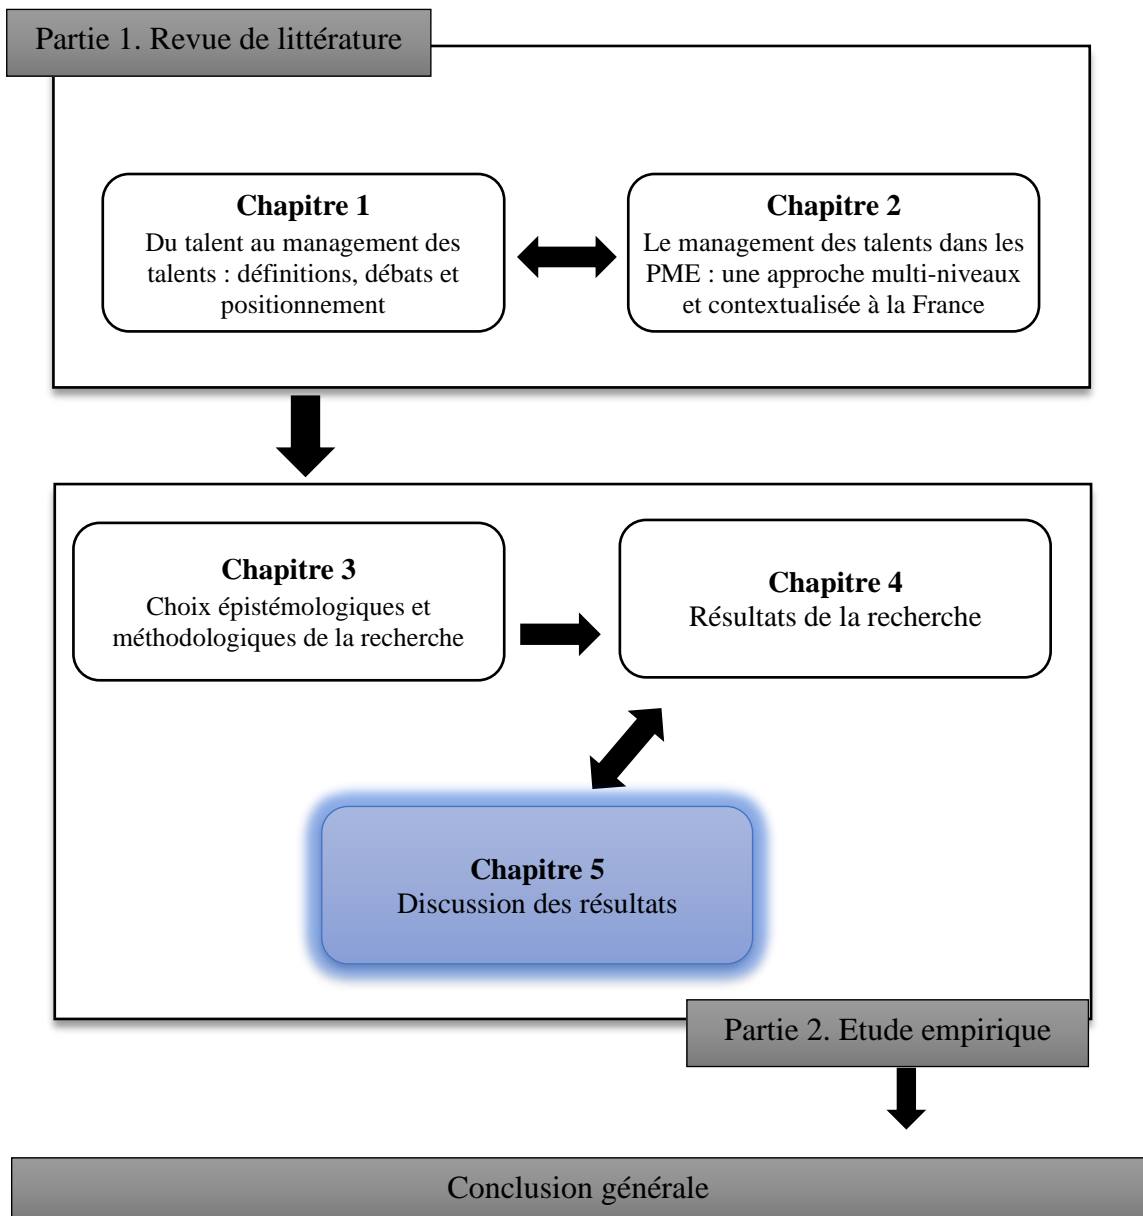 Partie 1. Revue de littérature
Chapitre 1
Du talent au management des
talents : définitions, débats et
positionnement
Chapitre 2
Le management des talents dans les
PME : une approche multi-niveaux
et contextualisée à la France
Chapitre 3
Choix épistémologiques et
méthodologiques de la recherche
Chapitre 4
Résultats de la recherche
Chapitre 5
Discussion des résultats
Partie 2. Etude empirique
Conclusion générale